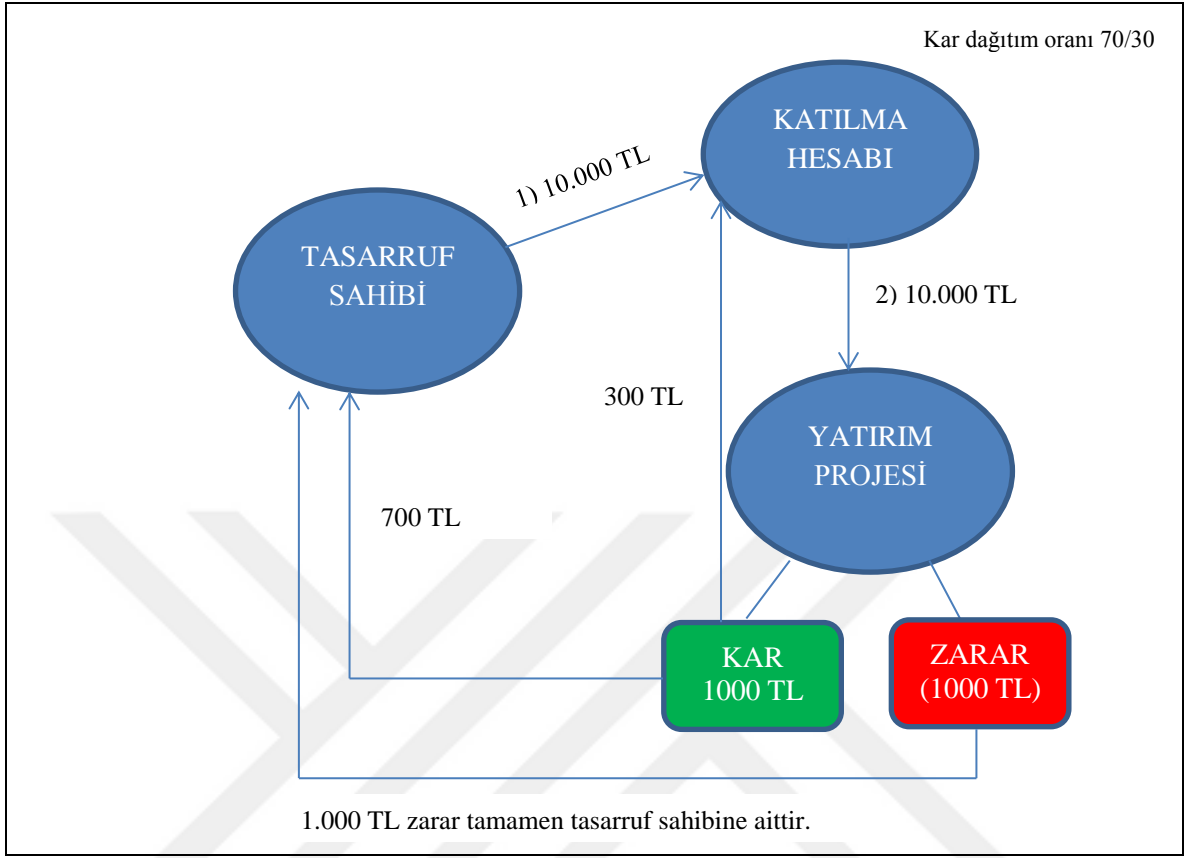 Kar dağıtım oranı 70/30
KATILMA
HESABI
1) 10.000 TL
TASARRUF
SAHİBİ
2) 10.000 TL
300 TL
YATIRIM
PROJESİ
700 TL
KAR
1000 TL
ZARAR
(1000 TL)
1.000 TL zarar tamamen tasarruf sahibine aittir.